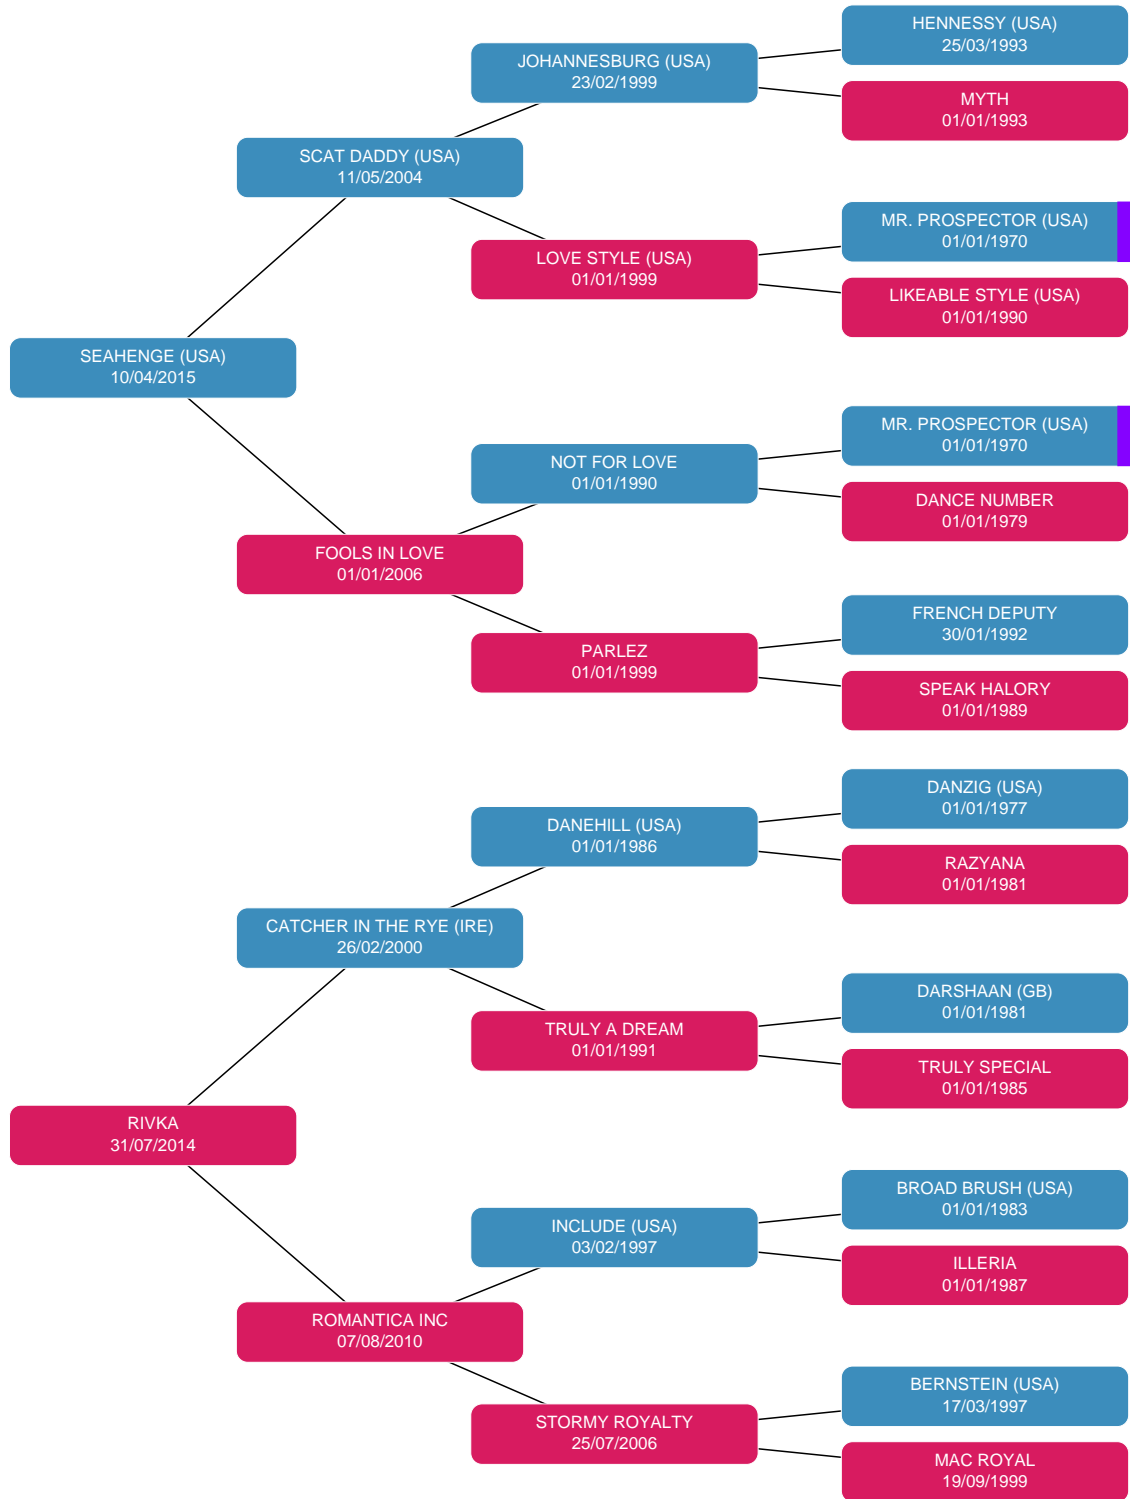 HENNESSY (USA)
25/03/1993
JOHANNESBURG (USA)
23/02/1999
MYTH
01/01/1993
SCAT DADDY (USA)
11/05/2004
MR. PROSPECTOR (USA)
01/01/1970
LOVE STYLE (USA)
01/01/1999
LIKEABLE STYLE (USA)
01/01/1990
SEAHENGE (USA)
10/04/2015
MR. PROSPECTOR (USA)
01/01/1970
NOT FOR LOVE
01/01/1990
DANCE NUMBER
01/01/1979
FOOLS IN LOVE
01/01/2006
FRENCH DEPUTY
30/01/1992
PARLEZ
01/01/1999
SPEAK HALORY
01/01/1989
DANZIG (USA)
01/01/1977
DANEHILL (USA)
01/01/1986
RAZYANA
01/01/1981
CATCHER IN THE RYE (IRE)
26/02/2000
DARSHAAN (GB)
01/01/1981
TRULY A DREAM
01/01/1991
TRULY SPECIAL
01/01/1985
RIVKA
31/07/2014
BROAD BRUSH (USA)
01/01/1983
INCLUDE (USA)
03/02/1997
ILLERIA
01/01/1987
ROMANTICA INC
07/08/2010
BERNSTEIN (USA)
17/03/1997
STORMY ROYALTY
25/07/2006
MAC ROYAL
19/09/1999